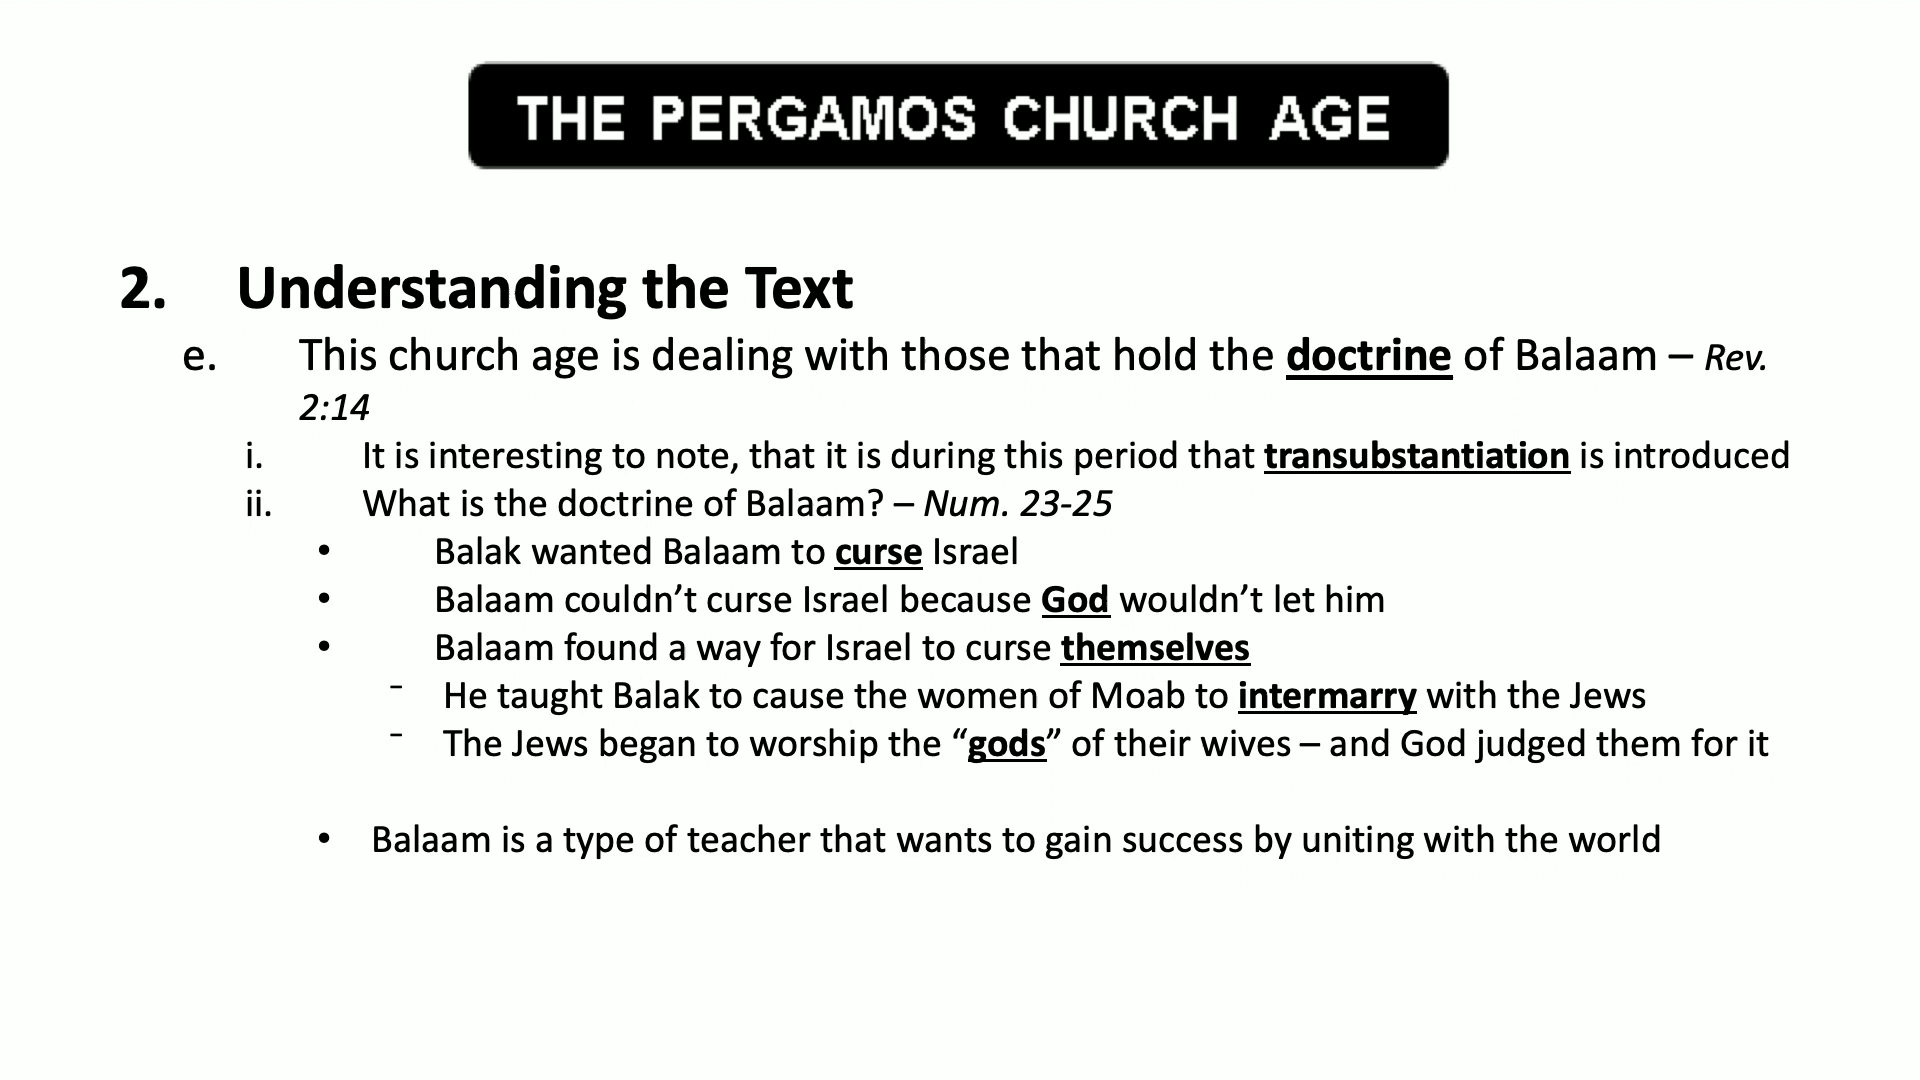 THE PERGAMOS CHURCH AGE
2. Understanding the Text
e. This church age is dealing with those that hold the doctrine of Balaam – Rev.
2:14
i. It is interesting to note, that it is during this period that transubstantiation is introduced
ii. What is the doctrine of Balaam? – Num. 23-25
• Balak wanted Balaam to curse Israel
• Balaam couldn’t curse Israel because God wouldn’t let him
• Balaam found a way for Israel to curse themselves
⁻ He taught Balak to cause the women of Moab to intermarry with the Jews
⁻ The Jews began to worship the “gods” of their wives – and God judged them for it
• Balaam is a type of teacher that wants to gain success by uniting with the world